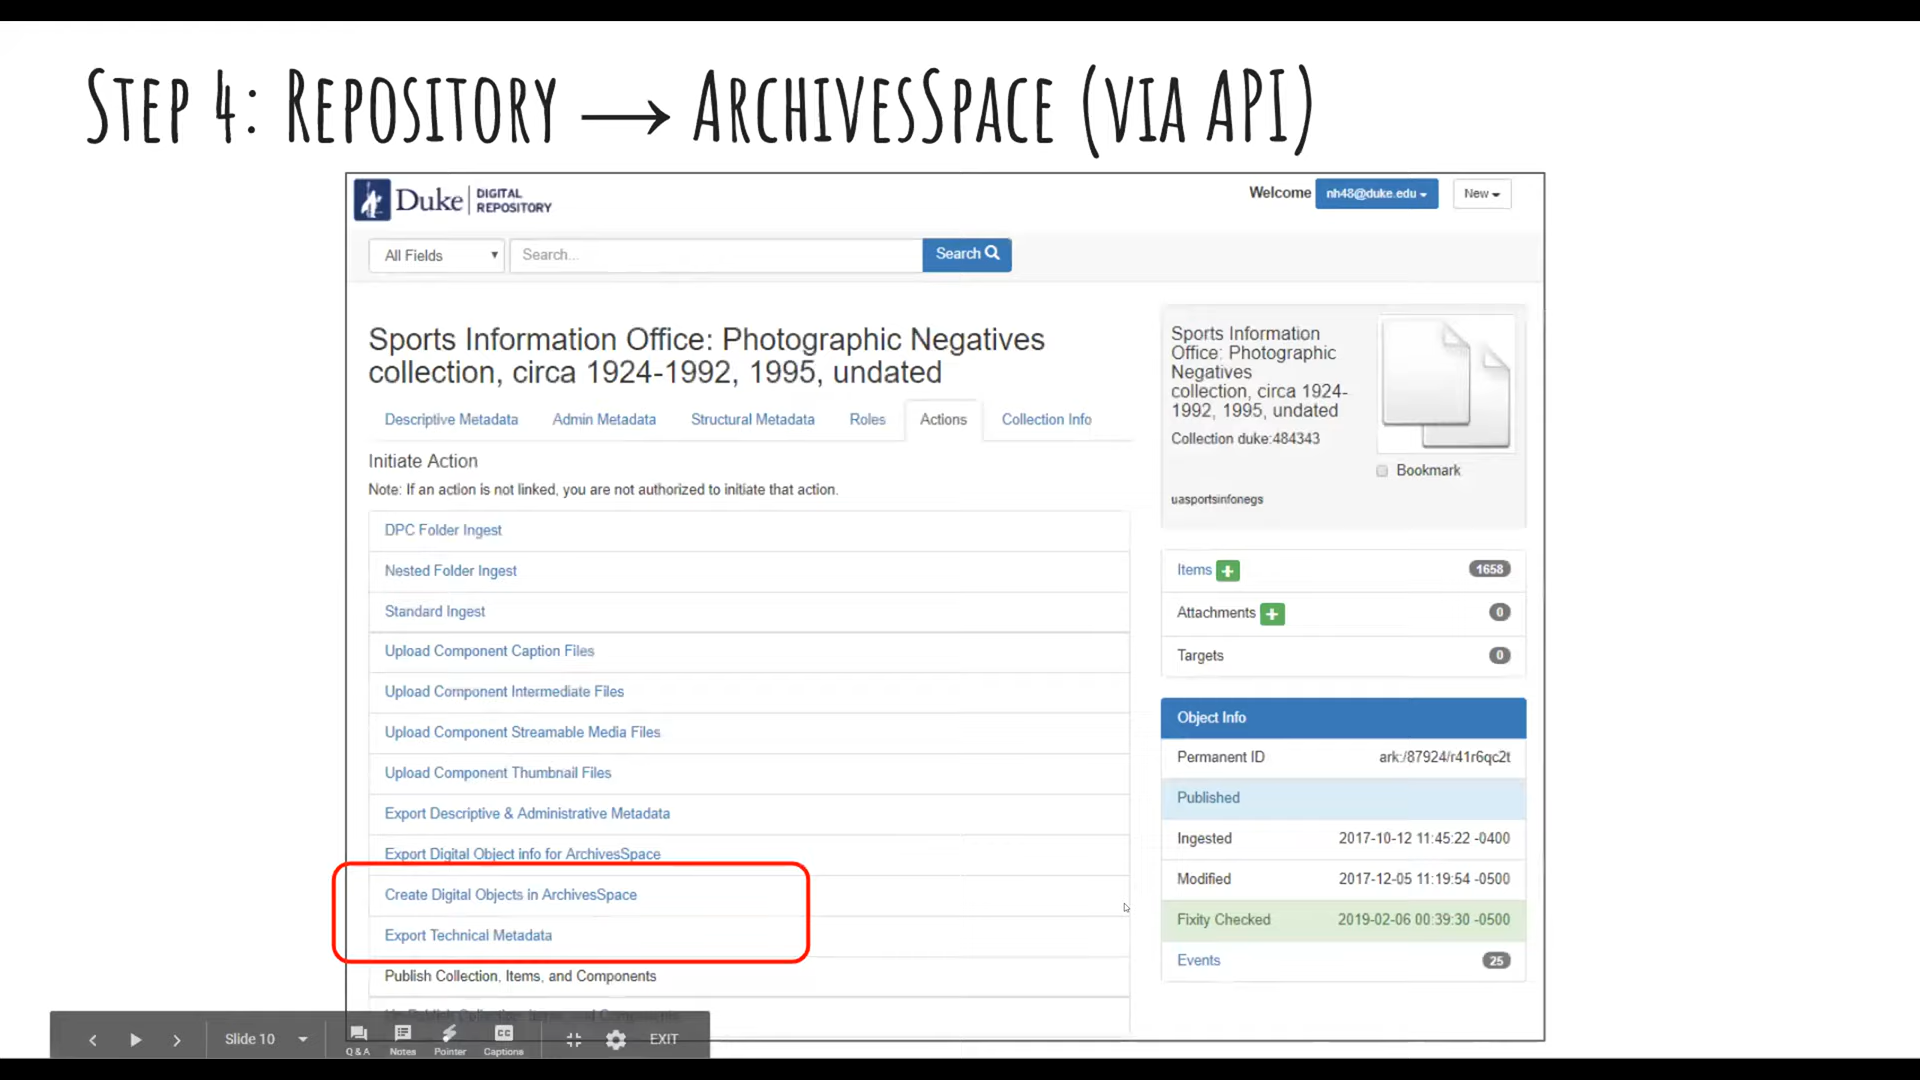 STEP 4: REPOSITORY → ARCHIVESSPACE (VIA API)
Duke DIGITAL REPOSITORY
Welcome nh48@duke.edu New
All Fields Search... Search
Sports Information Office: Photographic Negatives
collection, circa 1924-1992, 1995, undated
Descriptive Metadata Admin Metadata Structural Metadata Roles Actions Collection Info
Initiate Action
Note: If an action is not linked, you are not authorized to initiate that action.
DPC Folder Ingest
Nested Folder Ingest
Standard Ingest
Upload Component Caption Files
Upload Component Intermediate Files
Upload Component Streamable Media Files
Upload Component Thumbnail Files
Export Descriptive & Administrative Metadata
Export Digital Object info for ArchivesSpace
Create Digital Objects in ArchivesSpace
Export Technical Metadata
Publish Collection, Items, and Components
Sports Information
Office: Photographic
Negatives
collection, circa 1924-
1992, 1995, undated
Collection duke:484343
Bookmark
uasportsinfonegs
Items + 1658
Attachments + 0
Targets 0
Object Info
Permanent ID ark:/87924/r41r6qc2t
Published
Ingested 2017-10-12 11:45:22 -0400
Modified 2017-12-05 11:19:54 -0500
Fixity Checked 2019-02-06 00:39:30 -0500
Events 25
Slide 10 Q & A Notes Pointer CC Captions EXIT